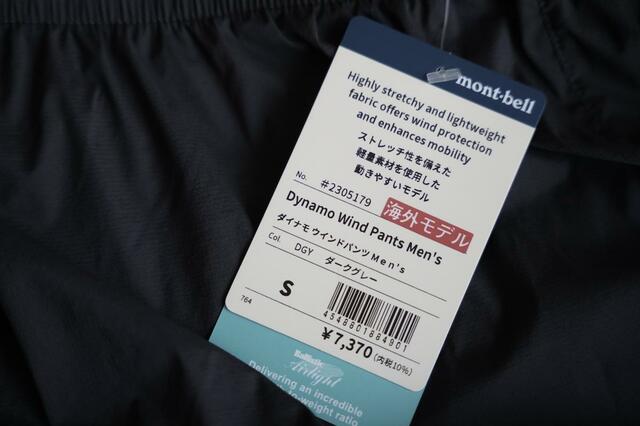 mont-bell
Highly stretchy and lightweight
fabric offers wind protection
and enhances mobility
ストレッチ性を備えた
軽量素材を使用した
動きやすいモデル
No. #2305179
海外モデル
Dynamo Wind Pants Men's
ダイナモ ウインドパンツ Men's
Col. DGY ダークグレー
S
764
4548801884901
¥7,370 (内税10%)
Ballistic
Airlight
Delivering an incredible
to-weight ratio